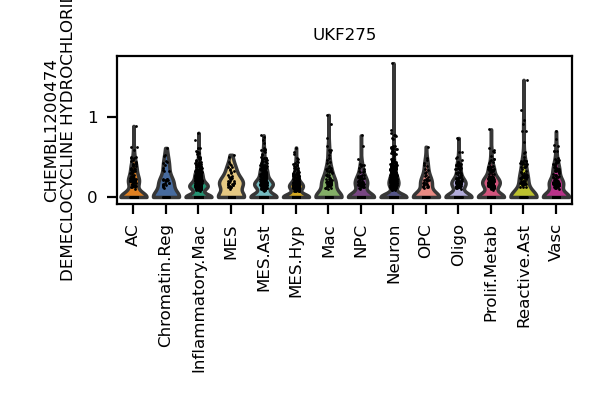 UKF275
CHEMBL1200474
DEMECLOCYCLINE HYDROCHLORI
1
0
AC
Chromatin.Reg
Inflammatory.Mac
MES
MES.Ast
MES.Hyp
Mac
NPC
Neuron
OPC
Oligo
Prolif.Metab
Reactive.Ast
Vasc